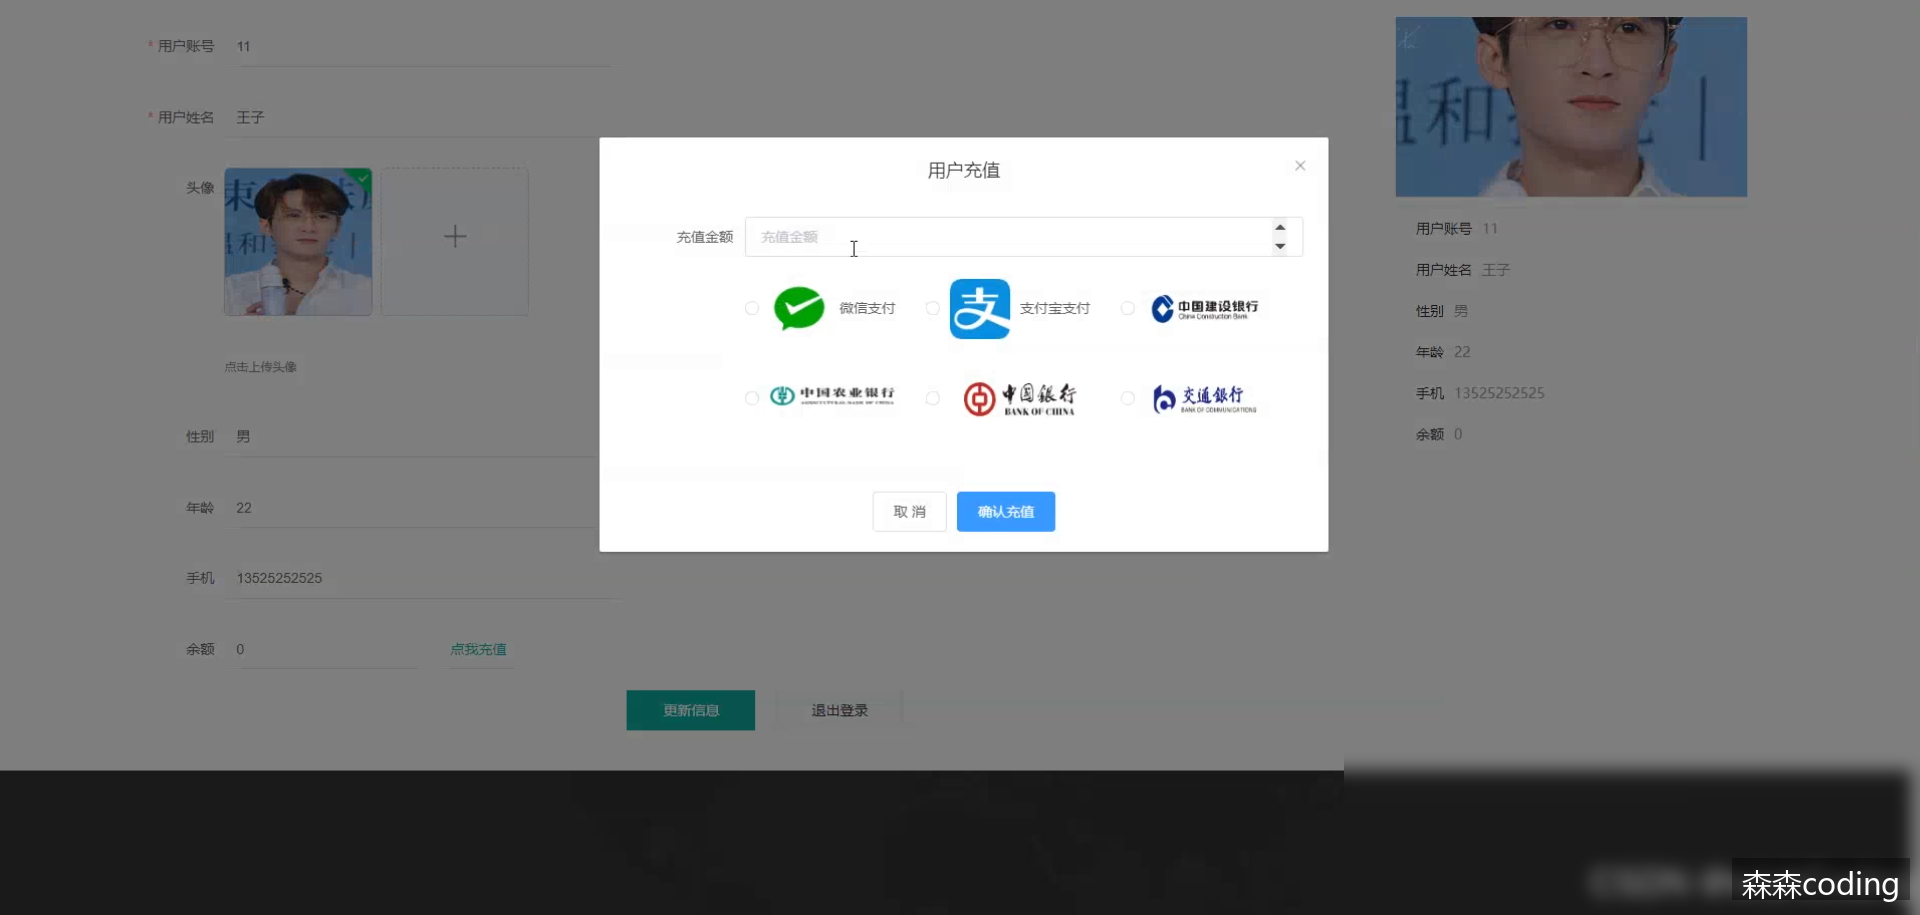 * 用户账号 11
* 用户姓名 王子
头像
点击上传头像
性别 男
年龄 22
手机 13525252525
余额 0 点我充值
更新信息 退出登录
用户充值
充值金额 充值金额
微信支付 支付宝支付 中国建设银行
China Construction Bank
中国农业银行 中国银行 交通银行
AGRICULTURAL BANK OF CHINA BANK OF CHINA BANK OF COMMUNICATIONS
取消 确认充值
温和
用户账号 11
用户姓名 王子
性别 男
年龄 22
手机 13525252525
余额 0
森森coding